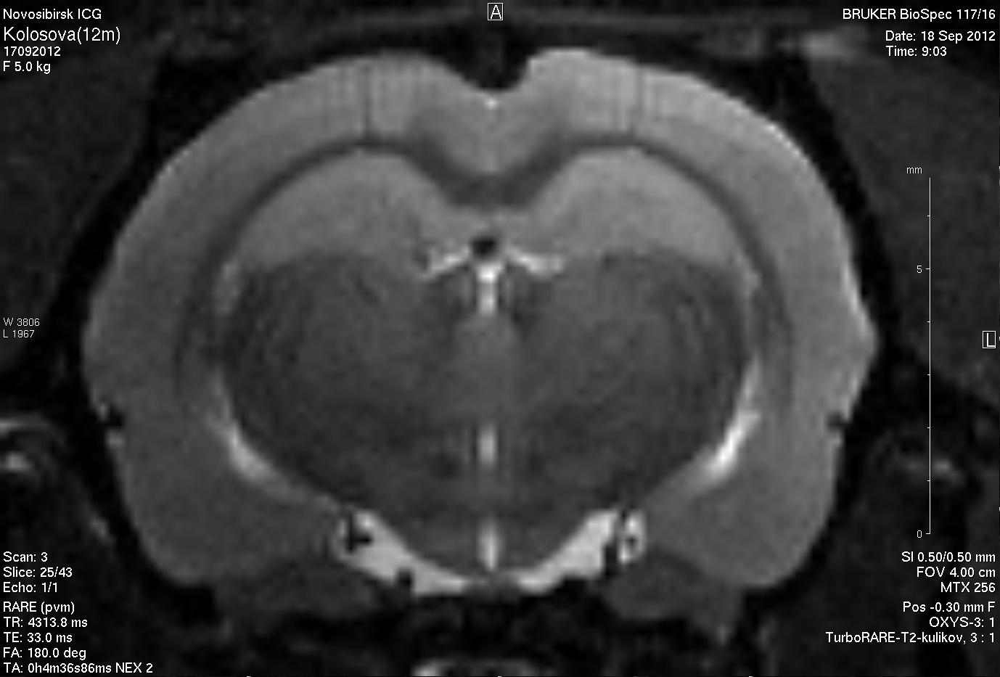 Novosibirsk ICG
Kolosova(12m)
17092012
F 5.0 kg
A
BRUKER BioSpec 117/16
Date: 18 Sep 2012
Time: 9:03
mm
5
0
W 3806
L 1967
L
Scan: 3
Slice: 25/43
Echo: 1/1
RARE (pvm)
TR: 4313.8 ms
TE: 33.0 ms
FA: 180.0 deg
TA: 0h4m36s86ms NEX 2
SI 0.50/0.50 mm
FOV 4.00 cm
MTX 256
Pos -0.30 mm F
OXYS-3: 1
TurboRARE-T2-kulikov, 3 : 1